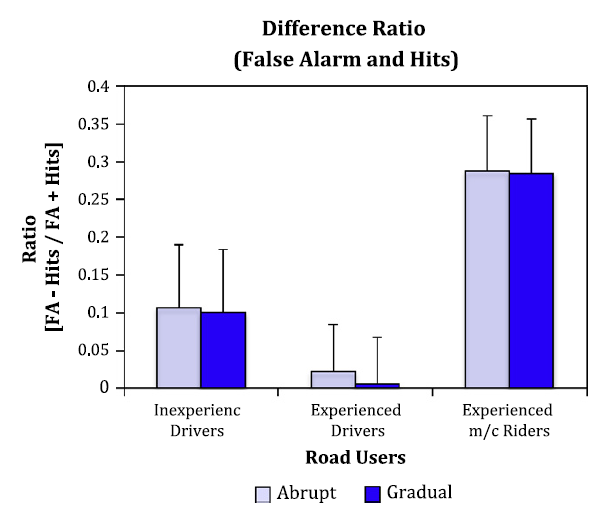 Difference Ratio
(False Alarm and Hits)
Ratio
[FA - Hits / FA + Hits]
0.4
0.35
0.3
0.25
0.2
0.15
0.1
0.05
0
Inexperienc
Drivers
Experienced
Drivers
Experienced
m/c Riders
Road Users
Abrupt
Gradual